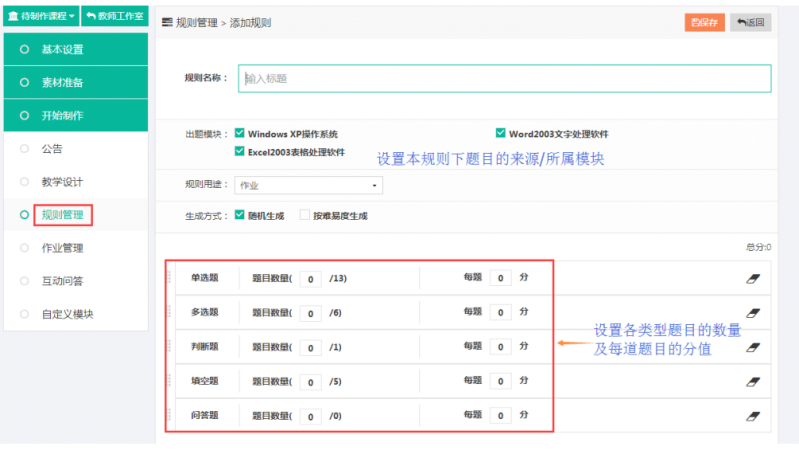 待制作课程 教师工作室
规则管理 > 添加规则 保存 返回
基本设置
素材准备
开始制作
公告
教学设计
规则管理
作业管理
互动问答
自定义模块
规则名称： 输入标题
出题模块： Windows XP操作系统 Word2003文字处理软件
Excel2003表格处理软件 设置本规则下题目的来源/所属模块
规则用途： 作业
生成方式： 随机生成 按难易度生成
总分:0
单选题 题目数量( 0 /13) 每题 0 分
多选题 题目数量( 0 /6) 每题 0 分
判断题 题目数量( 0 /1) 每题 0 分
填空题 题目数量( 0 /5) 每题 0 分
问答题 题目数量( 0 /0) 每题 0 分
设置各类型题目的数量
及每道题目的分值